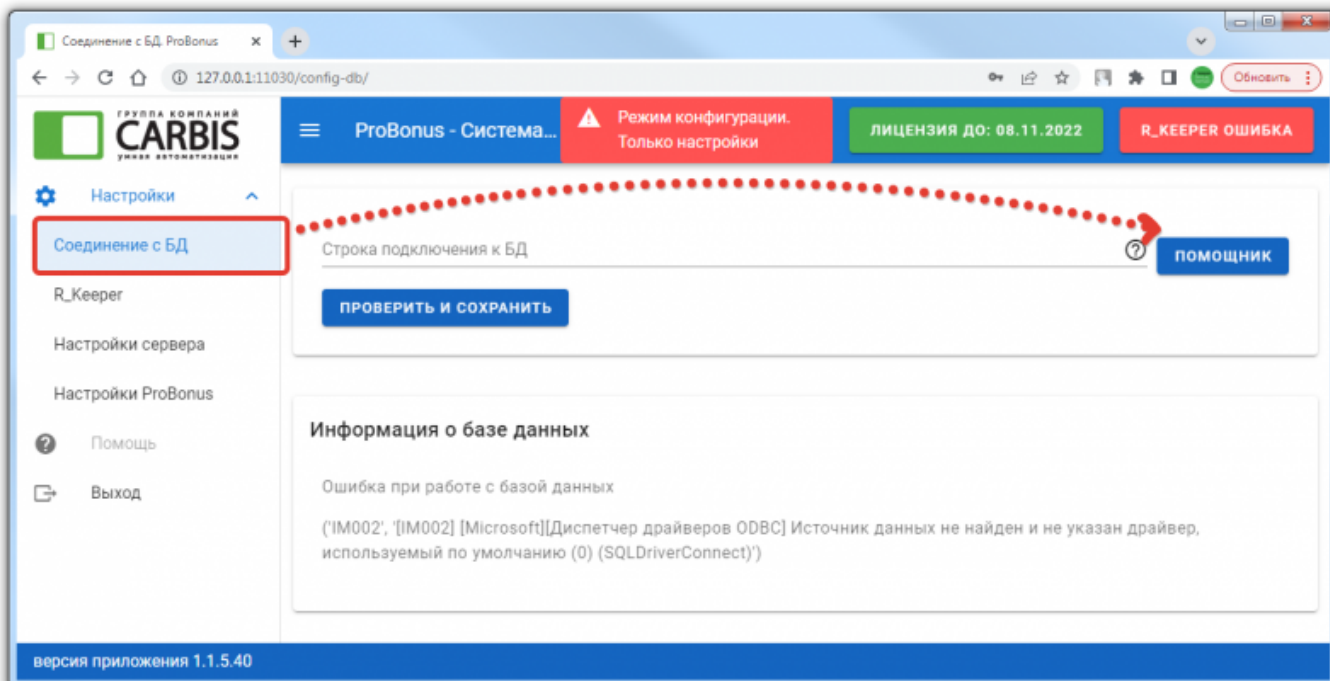 Соединение с БД. ProBonus
127.0.0.1:11030/config-db/
Обновить
ГРУППА КОМПАНИЙ
CARBIS
умная автоматизация
ProBonus - Система...
Режим конфигурации.
Только настройки
ЛИЦЕНЗИЯ ДО: 08.11.2022
R_KEEPER ОШИБКА
Настройки
Соединение с БД
R_Keeper
Настройки сервера
Настройки ProBonus
Помощь
Выход
Строка подключения к БД
ПОМОЩНИК
ПРОВЕРИТЬ И СОХРАНИТЬ
Информация о базе данных
Ошибка при работе с базой данных
('IM002', '[IM002] [Microsoft][Диспетчер драйверов ODBC] Источник данных не найден и не указан драйвер,
используемый по умолчанию (0) (SQLDriverConnect)')
версия приложения 1.1.5.40